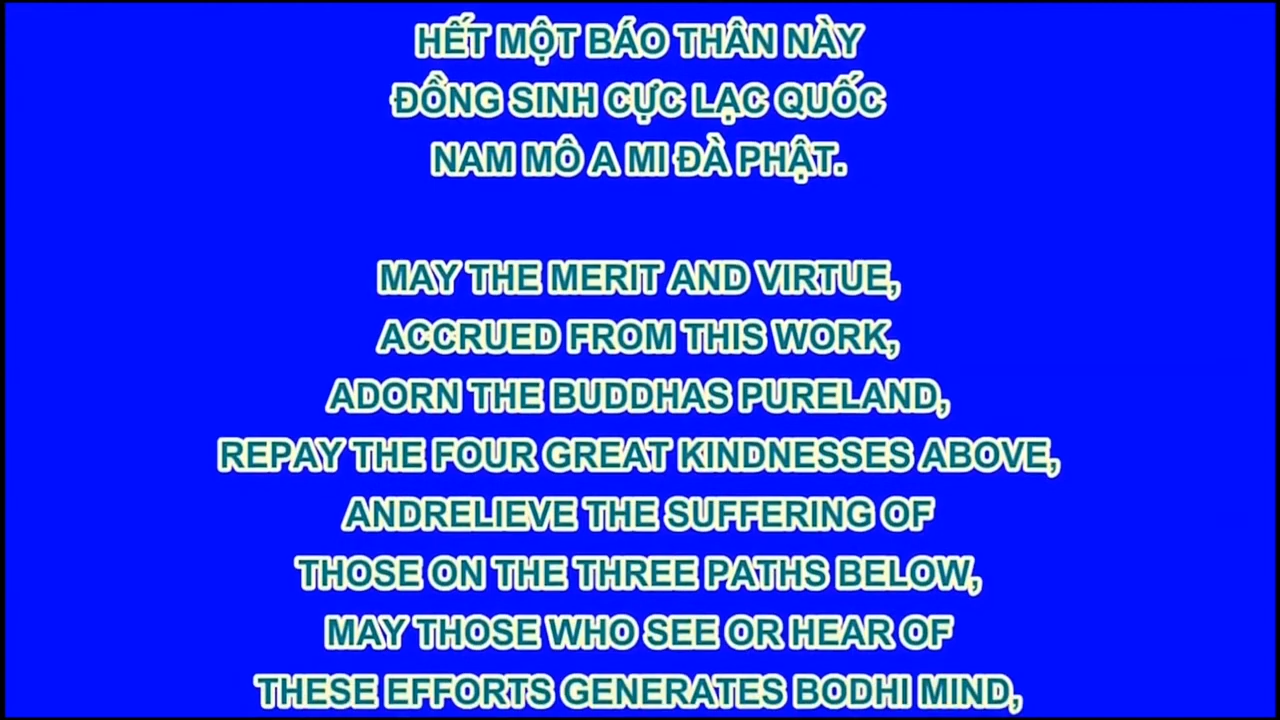 HẾT MỘT BÁO THÂN NÀY
ĐỒNG SINH CỰC LẠC QUỐC
NAM MÔ A MI ĐÀ PHẬT.
MAY THE MERIT AND VIRTUE,
ACCRUED FROM THIS WORK,
ADORN THE BUDDHAS PURELAND,
REPAY THE FOUR GREAT KINDNESSES ABOVE,
ANDRELIEVE THE SUFFERING OF
THOSE ON THE THREE PATHS BELOW,
MAY THOSE WHO SEE OR HEAR OF
THESE EFFORTS GENERATES BODHI MIND,